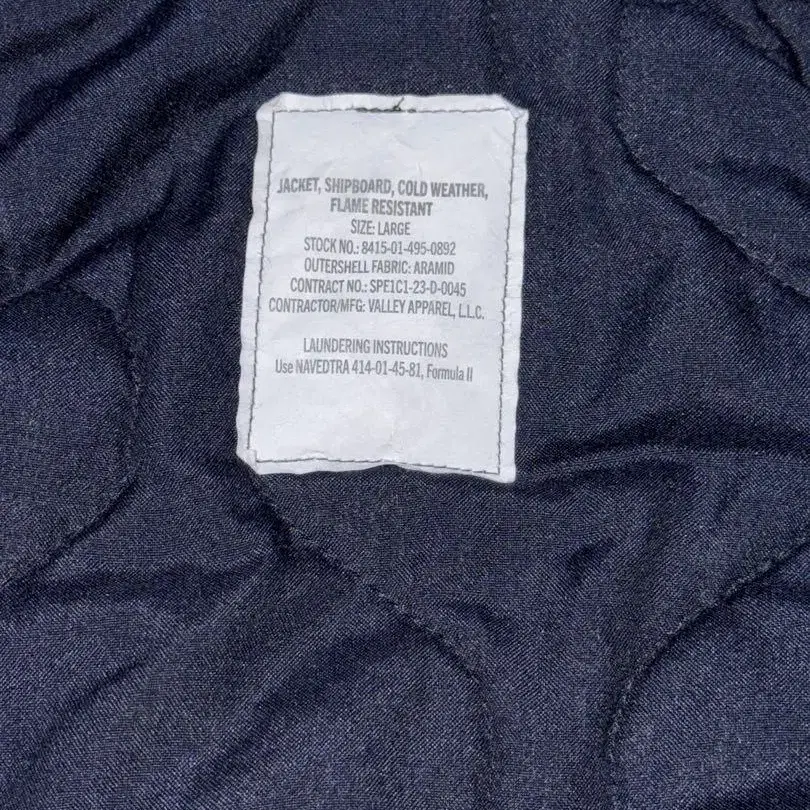 JACKET, SHIPBOARD, COLD WEATHER,
FLAME RESISTANT
SIZE: LARGE
STOCK NO.: 8415-01-495-0892
OUTERSHELL FABRIC: ARAMID
CONTRACT NO.: SPE1C1-23-D-0045
CONTRACTOR/MFG: VALLEY APPAREL, L.L.C.
LAUNDERING INSTRUCTIONS
Use NAVEDTRA 414-01-45-81, Formula II